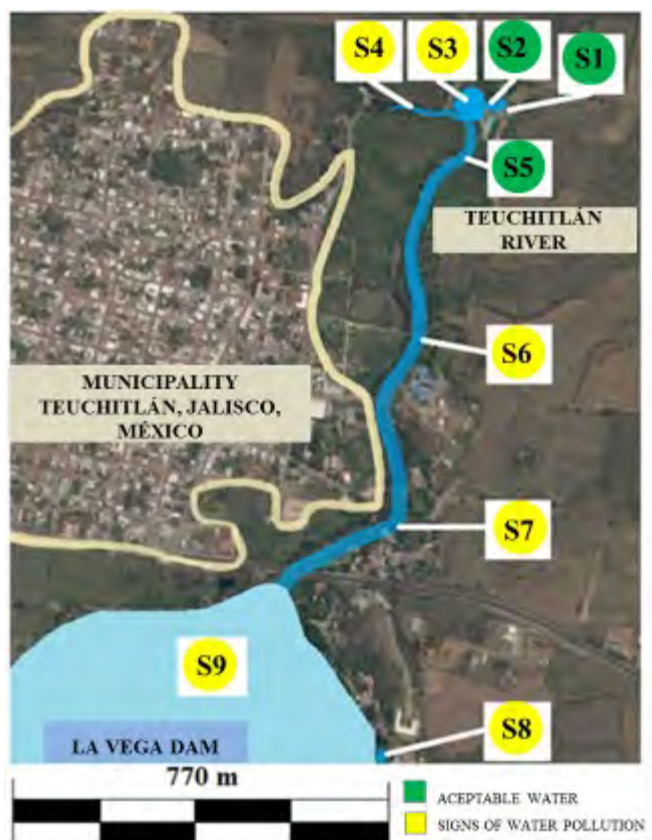 S4
S3
S2
S1
S5
TEUCHITLÁN
RIVER
S6
MUNICIPALITY
TEUCHITLÁN, JALISCO,
MÉXICO
S7
S9
S8
LA VEGA DAM
770 m
ACEPTABLE WATER
SIGNS OF WATER POLLUTION